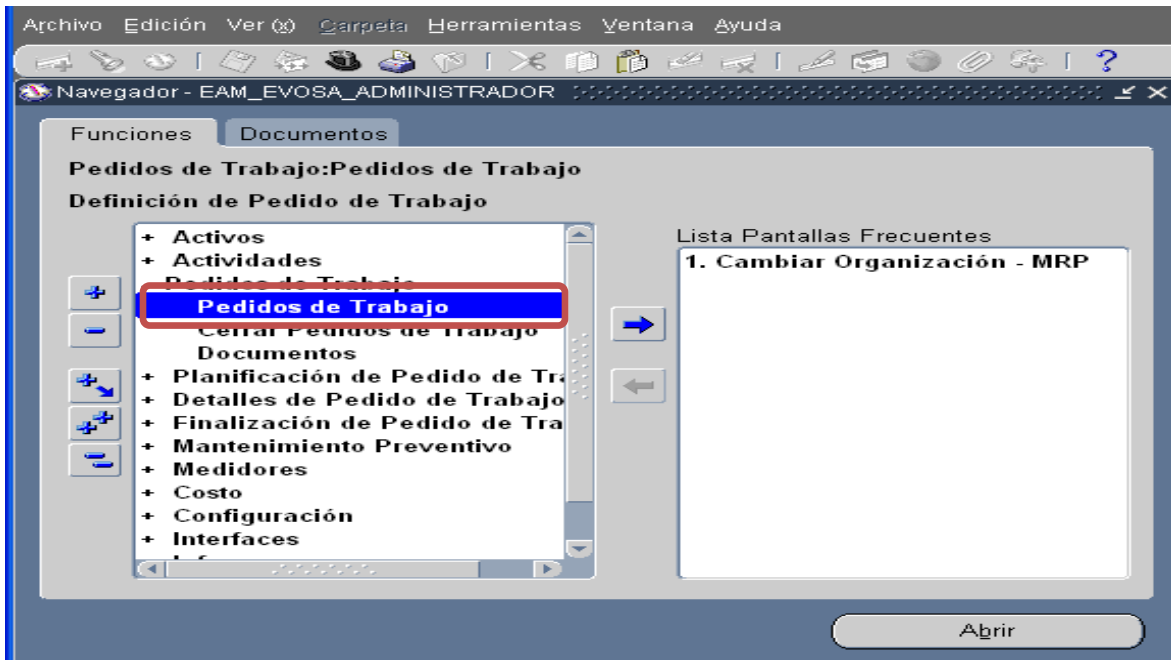 Archivo Edición Ver(x) Carpeta Herramientas Ventana Ayuda
Navegador - EAM_EVOSA_ADMINISTRADOR
Funciones Documentos
Pedidos de Trabajo:Pedidos de Trabajo
Definición de Pedido de Trabajo
+ Activos
+ Actividades
Pedidos de Trabajo
Pedidos de Trabajo
Cerrar Pedidos de Trabajo
Documentos
+ Planificación de Pedido de Tra
+ Detalles de Pedido de Trabajo
+ Finalización de Pedido de Tra
+ Mantenimiento Preventivo
+ Medidores
+ Costo
+ Configuración
+ Interfaces
Lista Pantallas Frecuentes
1. Cambiar Organización - MRP
Abrir